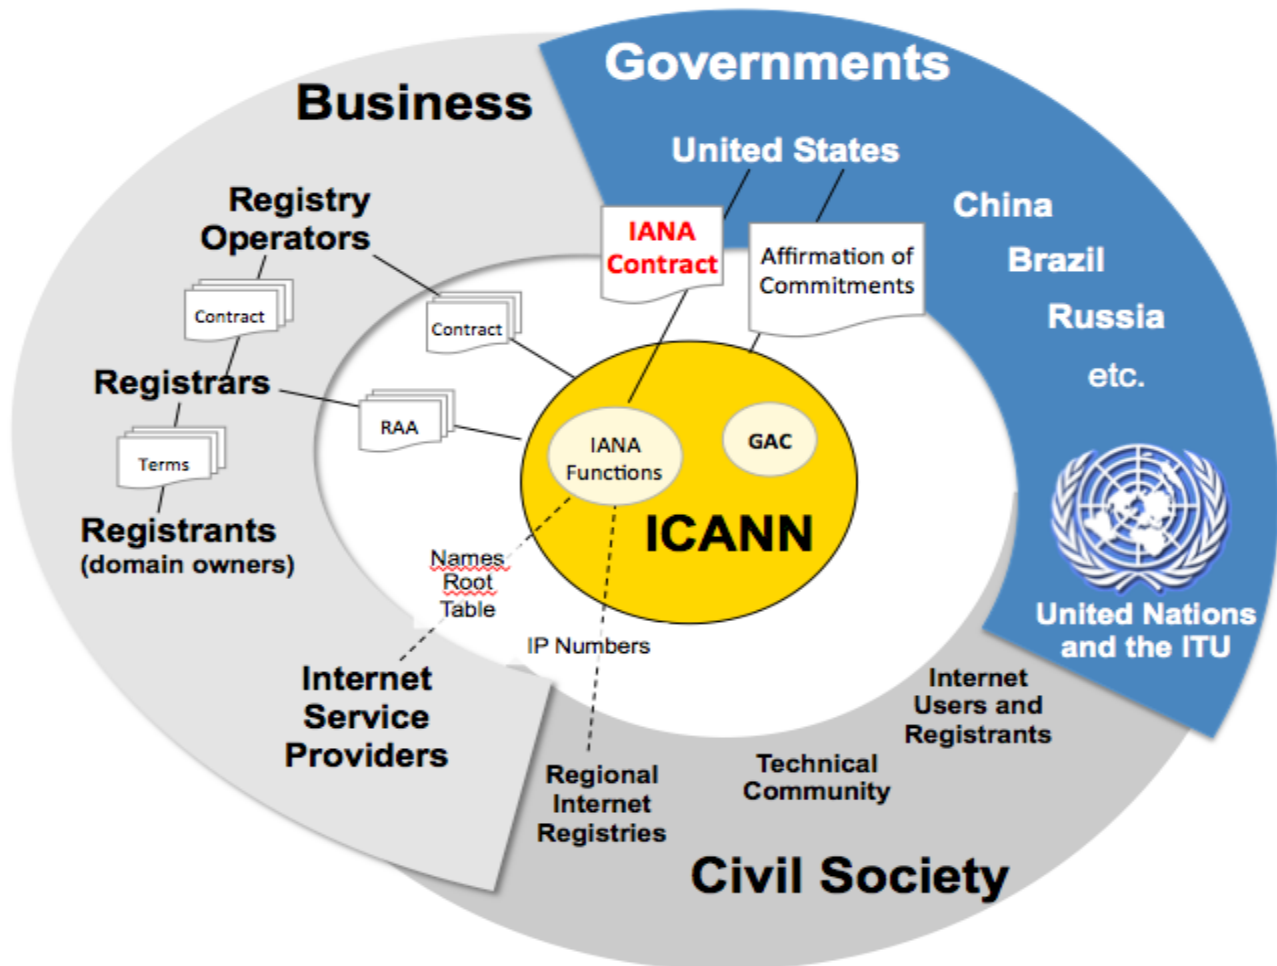 Governments
Business
United States
Registry
Operators
China
IANA
Contract
Affirmation of
Commitments
Brazil
Contract
Contract
Russia
Registrars
etc.
RAA
IANA
Functions
GAC
Terms
Registrants
(domain owners)
ICANN
Names
Root
Table
United Nations
and the ITU
IP Numbers
Internet
Service
Providers
Internet
Users and
Registrants
Regional
Internet
Registries
Technical
Community
Civil Society